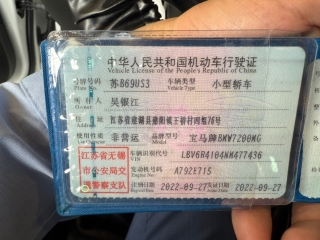 中华人民共和国机动车行驶证
Vehicle License of the People's Republic of China
号牌号码 苏B69US3 车辆类型 小型轿车
Plate No. Vehicle Type
所有人 吴银江
Owner
住址 江苏省
Address
使用性质 非营运 品牌型号 宝马牌BMW7200MG
Use Character Model
江苏省无锡 车辆识别代号 LBV6R4104NM477436
VIN
市公安局交 发动机号码 A792E71S
Engine No.
通警察支队 注册日期 2022-09-27 发证日期 2022-09-27
Register Date Issue Date